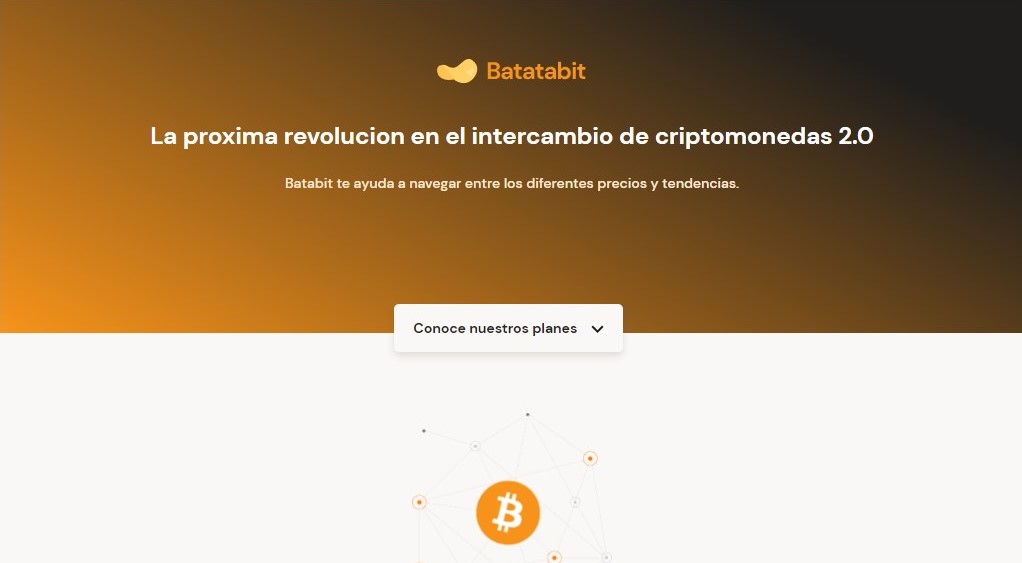 Batatabit
La proxima revolucion en el intercambio de criptomonedas 2.0
Batabit te ayuda a navegar entre los diferentes precios y tendencias.
Conoce nuestros planes